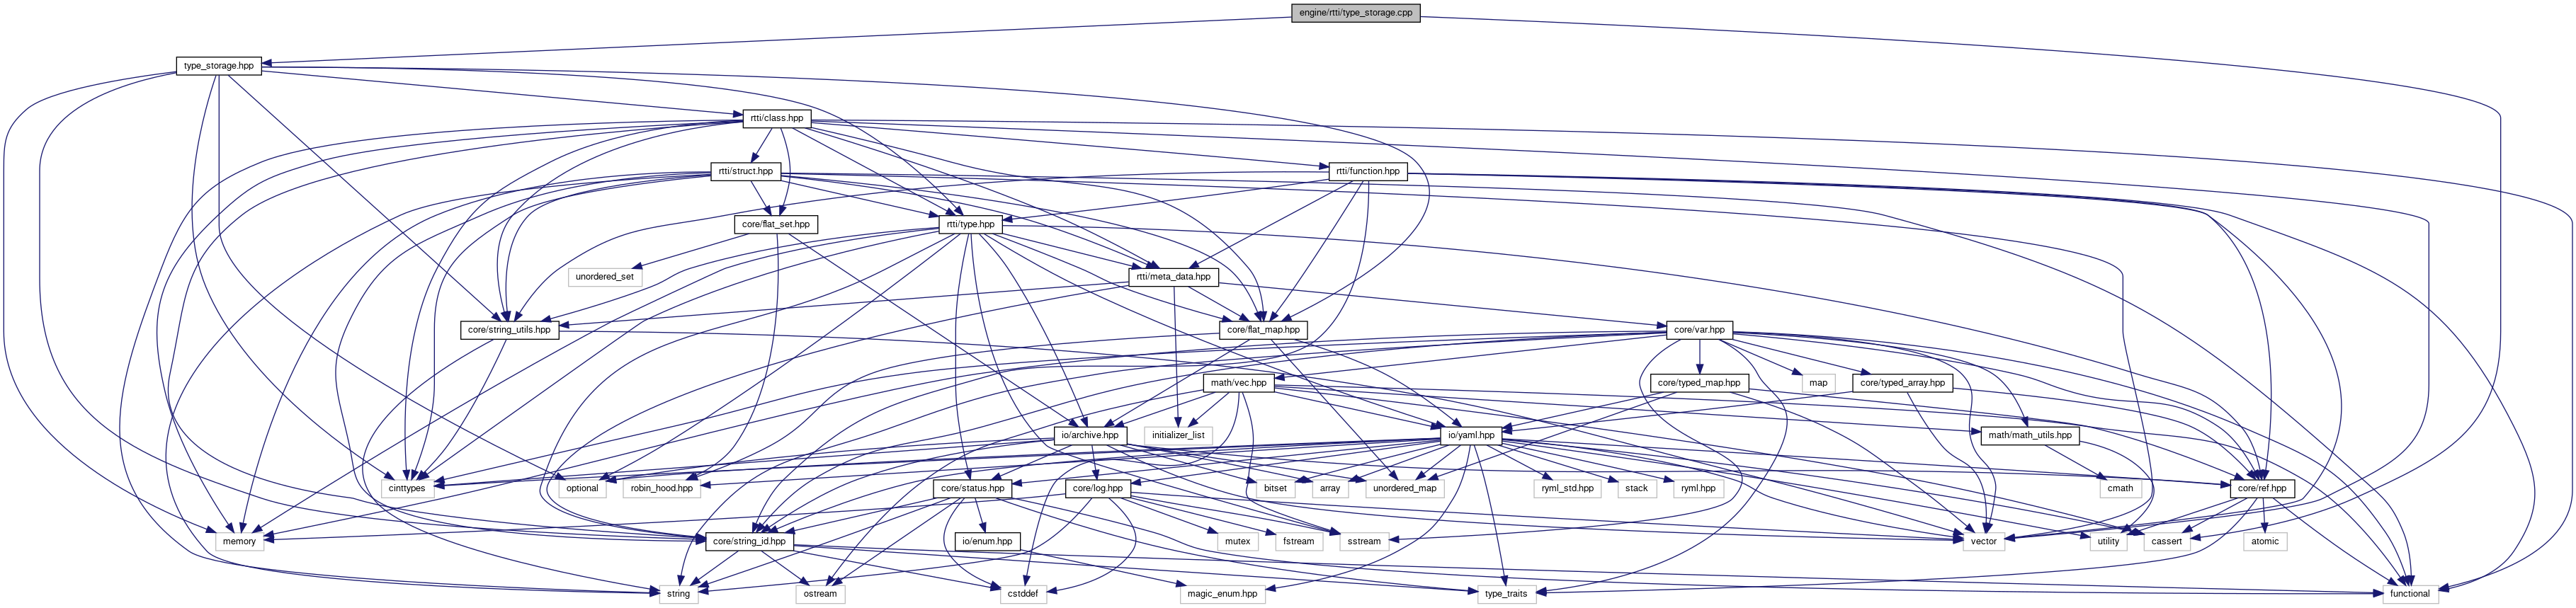 engine/rtti/type_storage.cpp
type_storage.hpp
rtti/class.hpp
rtti/struct.hpp
rtti/function.hpp
core/flat_set.hpp
rtti/type.hpp
unordered_set
rtti/meta_data.hpp
core/string_utils.hpp
core/flat_map.hpp
core/var.hpp
math/vec.hpp
core/typed_map.hpp
map
core/typed_array.hpp
initializer_list
io/archive.hpp
io/yaml.hpp
math/math_utils.hpp
cinttypes
optional
robin_hood.hpp
core/status.hpp
core/log.hpp
bitset
array
unordered_map
ryml_std.hpp
stack
ryml.hpp
core/ref.hpp
cmath
memory
core/string_id.hpp
io/enum.hpp
mutex
fstream
sstream
vector
utility
cassert
atomic
string
ostream
cstddef
magic_enum.hpp
type_traits
functional